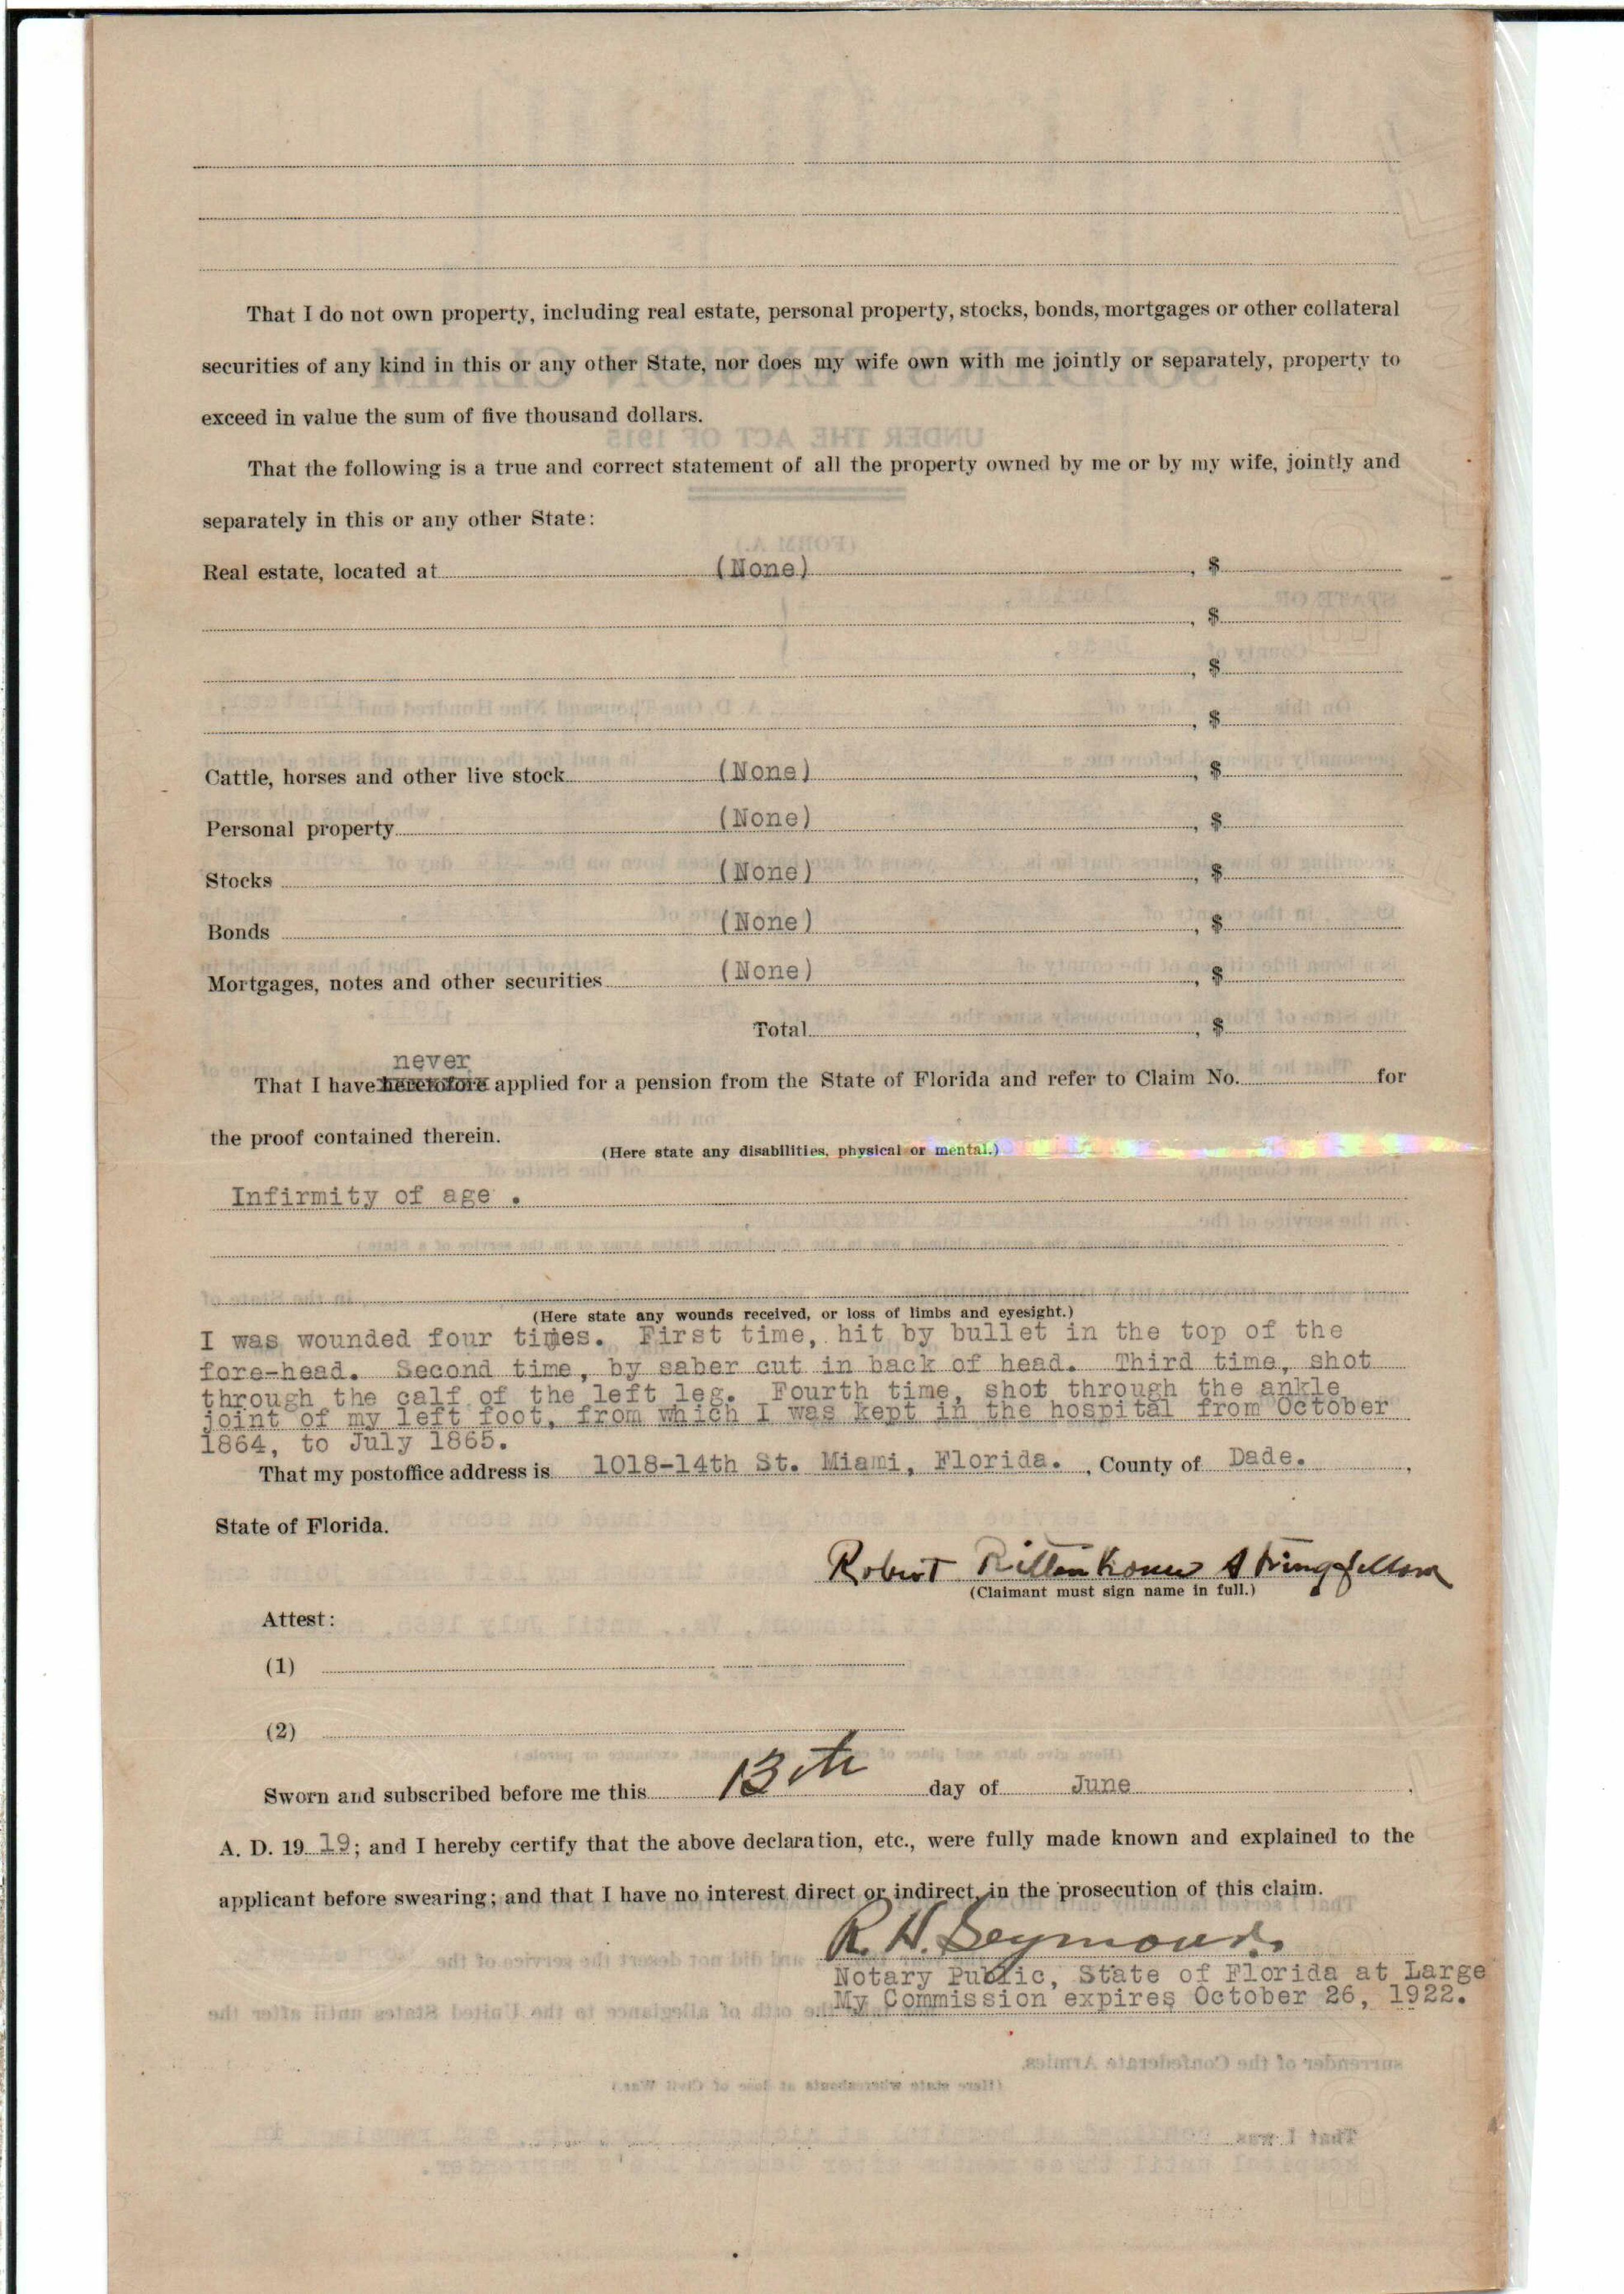 That I do not own property, including real estate, personal property, stocks, bonds, mortgages or other collateral
securities of any kind in this or any other State, nor does my wife own with me jointly or separately, property to
exceed in value the sum of five thousand dollars.
UNDER THE ACT OF 1915
That the following is a true and correct statement of all the property owned by me or by my wife, jointly and
separately in this or any other State:
(FORM A.)
Real estate, located at (None) , $
, $
, $
, $
Cattle, horses and other live stock (None) , $
Personal property (None) , $
Stocks (None) , $
Bonds (None) , $
Mortgages, notes and other securities (None) , $
Total , $
never
That I have heretofore applied for a pension from the State of Florida and refer to Claim No. for
the proof contained therein.
(Here state any disabilities, physical or mental.)
Infirmity of age .
(Here state any wounds received, or loss of limbs and eyesight.)
I was wounded four times. First time, hit by bullet in the top of the
fore-head. Second time, by saber cut in back of head. Third time, shot
through the calf of the left leg. Fourth time, shot through the ankle
joint of my left foot, from which I was kept in the hospital from October
1864, to July 1865.
That my postoffice address is 1018-14th St. Miami, Florida. , County of Dade. ,
State of Florida.
Robert Rittenhouse Stringfellow
(Claimant must sign name in full.)
Attest:
(1)
(2)
Sworn and subscribed before me this 13th day of June .
A. D. 19 19; and I hereby certify that the above declaration, etc., were fully made known and explained to the
applicant before swearing; and that I have no interest direct or indirect in the prosecution of this claim.
R. H. Seymour
Notary Public, State of Florida at Large
My Commission expires October 26, 1922.